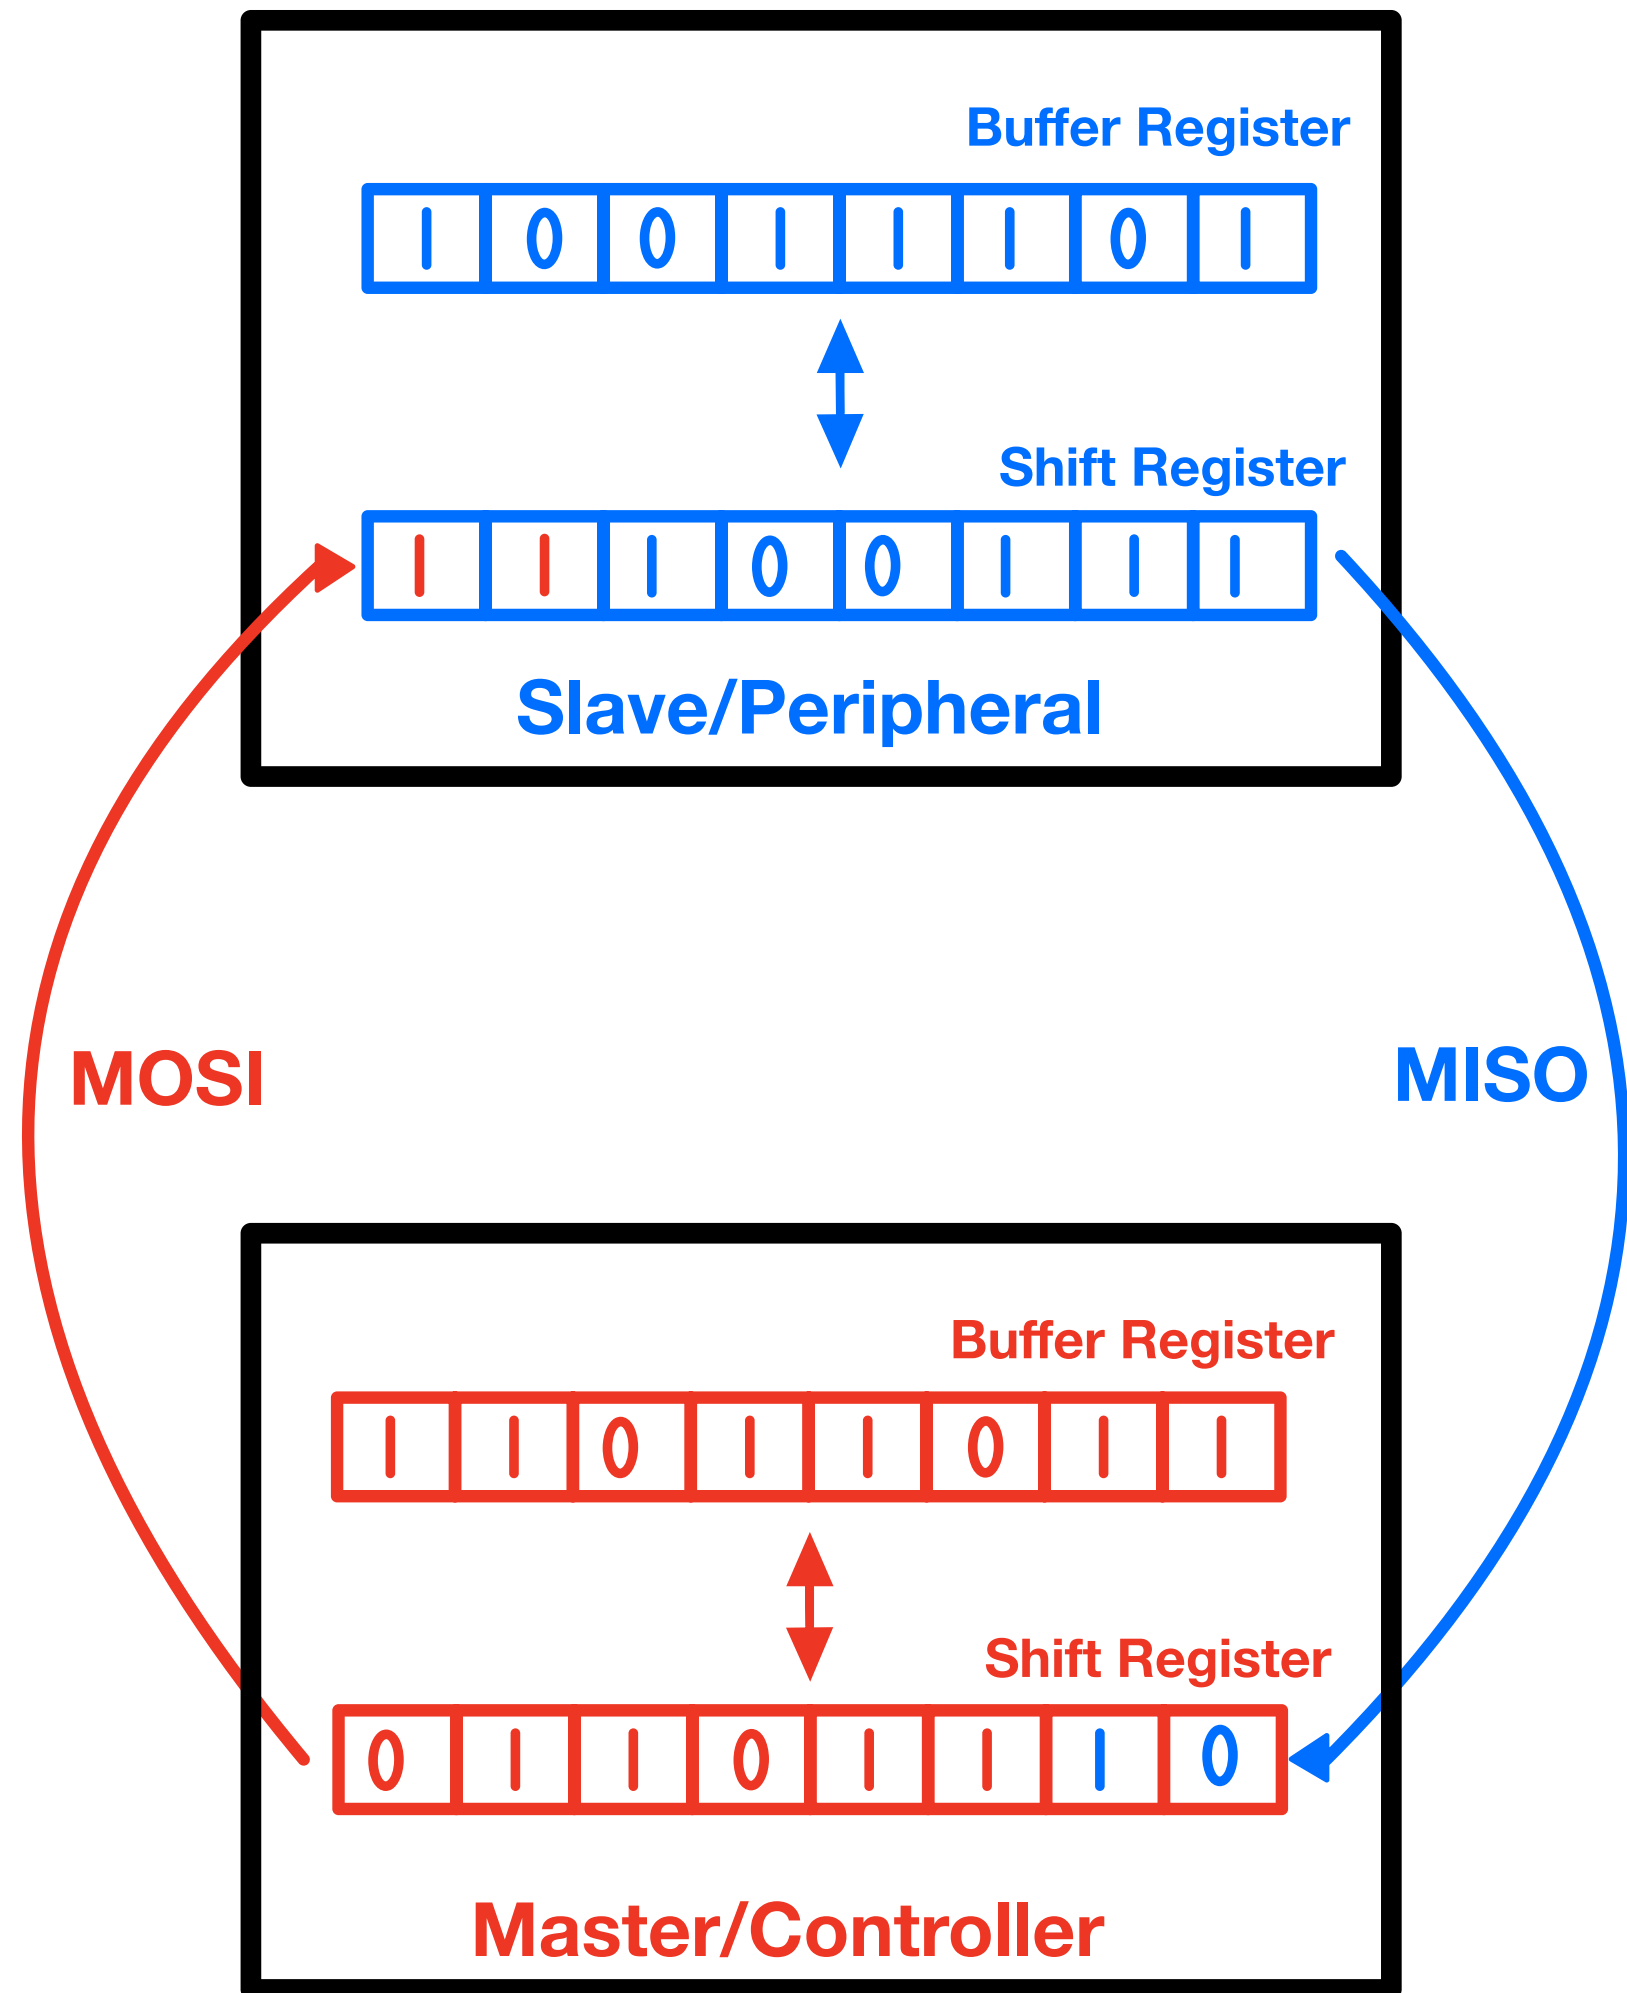 Buffer Register
1 0 0 1 1 1 0 1
Shift Register
1 1 1 0 0 1 1 1
Slave/Peripheral
MOSI
MISO
Buffer Register
1 1 0 1 1 0 1 1
Shift Register
0 1 1 0 1 1 1 0
Master/Controller